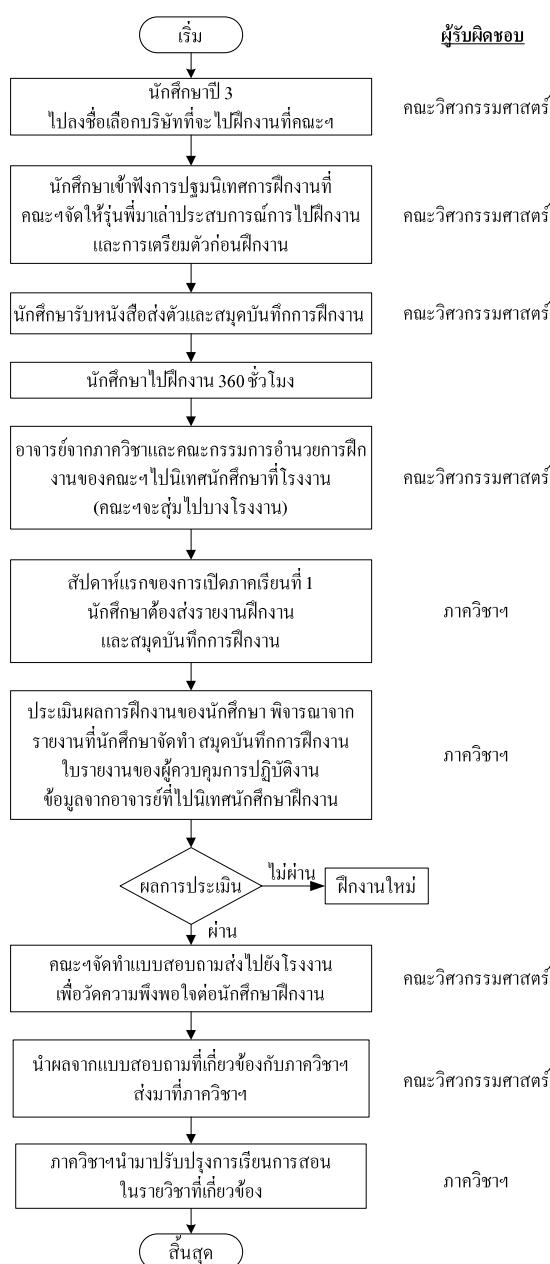 เริ่ม
ผู้รับผิดชอบ
นักศึกษาปี 3
ไปลงชื่อเลือกบริษัทที่จะไปฝึกงานที่คณะฯ
คณะวิศวกรรมศาสตร์
นักศึกษาเข้าฟังการปฐมนิเทศการฝึกงานที่
คณะฯจัดให้รุ่นพี่มาเล่าประสบการณ์การไปฝึกงาน
และการเตรียมตัวก่อนฝึกงาน
คณะวิศวกรรมศาสตร์
นักศึกษารับหนังสือส่งตัวและสมุดบันทึกการฝึกงาน
คณะวิศวกรรมศาสตร์
นักศึกษาไปฝึกงาน 360 ชั่วโมง
อาจารย์จากภาควิชาและคณะกรรมการอำนวยการฝึก
งานของคณะฯไปนิเทศนักศึกษาที่โรงงาน
(คณะฯจะสุ่มไปบางโรงงาน)
คณะวิศวกรรมศาสตร์
สัปดาห์แรกของการเปิดภาคเรียนที่ 1
นักศึกษาต้องส่งรายงานฝึกงาน
และสมุดบันทึกการฝึกงาน
ภาควิชาฯ
ประเมินผลการฝึกงานของนักศึกษา พิจารณาจาก
รายงานที่นักศึกษาจัดทำ สมุดบันทึกการฝึกงาน
ใบรายงานของผู้ควบคุมการปฏิบัติงาน
ข้อมูลจากอาจารย์ที่ไปนิเทศนักศึกษาฝึกงาน
ภาควิชาฯ
ผลการประเมิน
ไม่ผ่าน
ฝึกงานใหม่
ผ่าน
คณะฯจัดทำแบบสอบถามส่งไปยังโรงงาน
เพื่อวัดความพึงพอใจต่อนักศึกษาฝึกงาน
คณะวิศวกรรมศาสตร์
นำผลจากแบบสอบถามที่เกี่ยวข้องกับภาควิชาฯ
ส่งมาที่ภาควิชาฯ
คณะวิศวกรรมศาสตร์
ภาควิชาฯนำมาปรับปรุงการเรียนการสอน
ในรายวิชาที่เกี่ยวข้อง
ภาควิชาฯ
สิ้นสุด